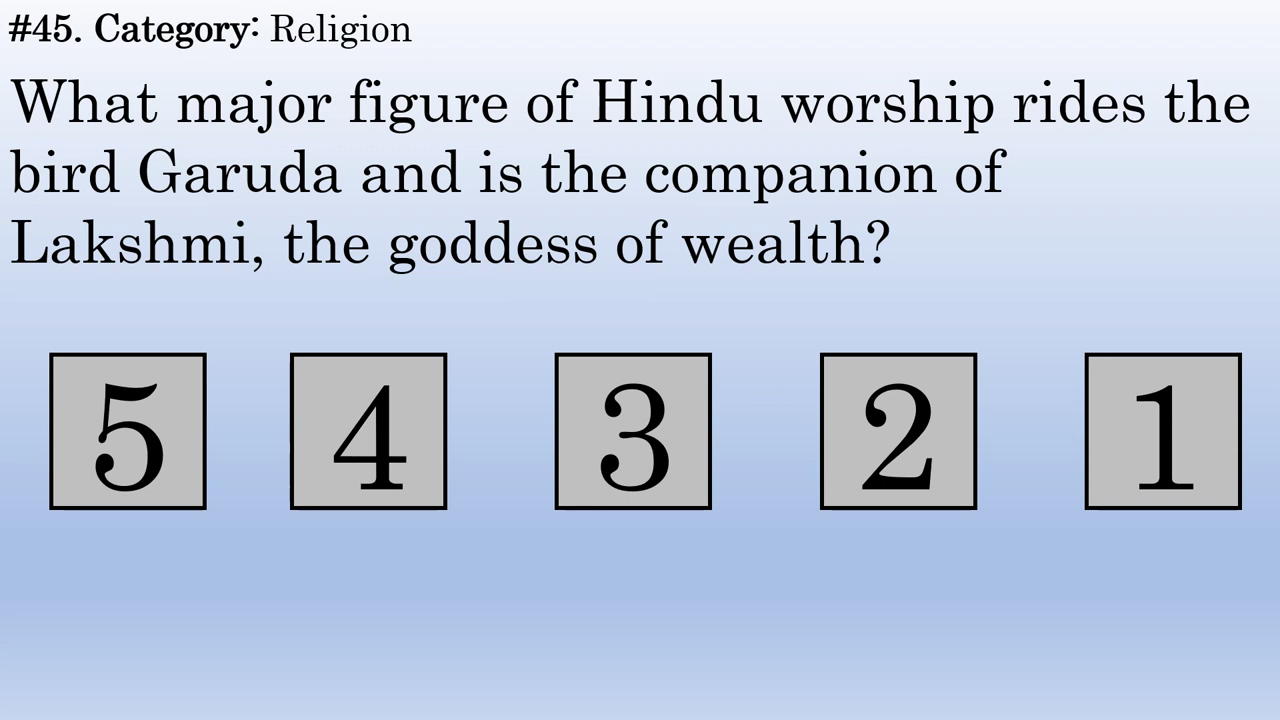 #45. Category: Religion
What major figure of Hindu worship rides the
bird Garuda and is the companion of
Lakshmi, the goddess of wealth?
5 4 3 2 1